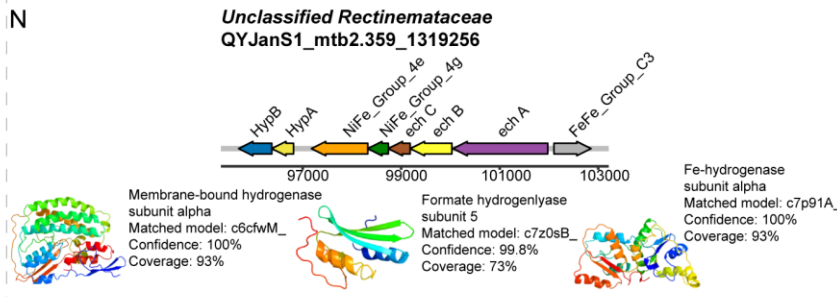 N
Unclassified Rectinemataceae
QYJanS1_mtb2.359_1319256
HypB
HypA
NiFe_Group_4e
NiFe_Group_4g
ech C
ech B
ech A
FeFe_Group_C3
97000 99000 101000 103000
Membrane-bound hydrogenase
subunit alpha
Matched model: c6cfwM_
Confidence: 100%
Coverage: 93%
Formate hydrogenlyase
subunit 5
Matched model: c7z0sB_
Confidence: 99.8%
Coverage: 73%
Fe-hydrogenase
subunit alpha
Matched model: c7p91A_
Confidence: 100%
Coverage: 93%